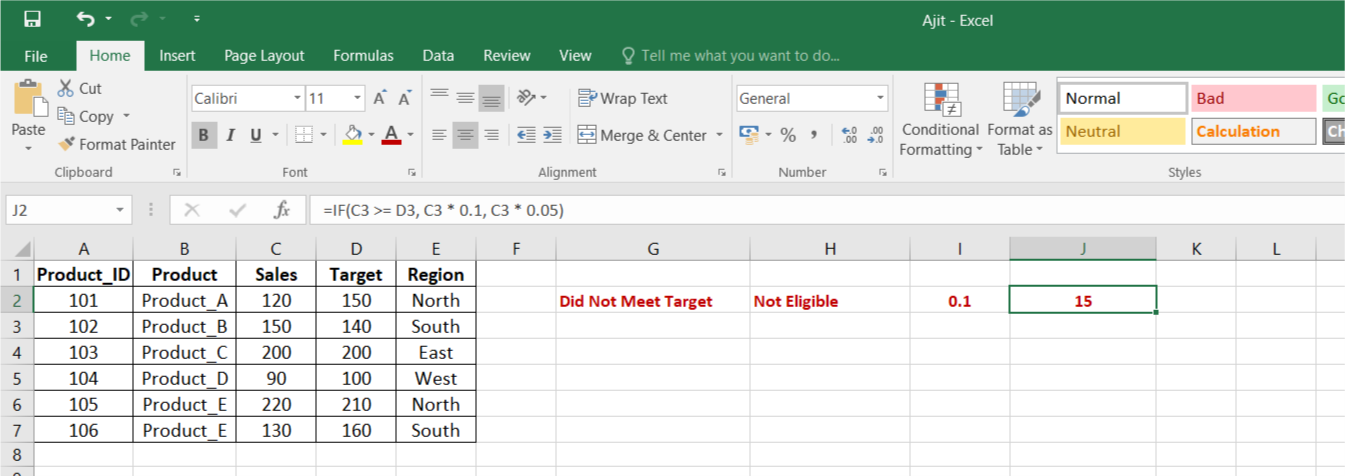 Ajit - Excel
File Home Insert Page Layout Formulas Data Review View Tell me what you want to do...
Paste
Cut
Copy
Format Painter
Clipboard
Calibri 11 A A
B I U A
Font
Wrap Text
Merge & Center
Alignment
General
% , .0 .00 .00 .0
Number
Conditional Formatting
Format as Table
Normal Bad
Neutral Calculation
Styles
J2 fx =IF(C3 >= D3, C3 * 0.1, C3 * 0.05)
A B C D E F G H I J K L
1 Product_ID Product Sales Target Region
2 101 Product_A 120 150 North Did Not Meet Target Not Eligible 0.1 15
3 102 Product_B 150 140 South
4 103 Product_C 200 200 East
5 104 Product_D 90 100 West
6 105 Product_E 220 210 North
7 106 Product_E 130 160 South
8